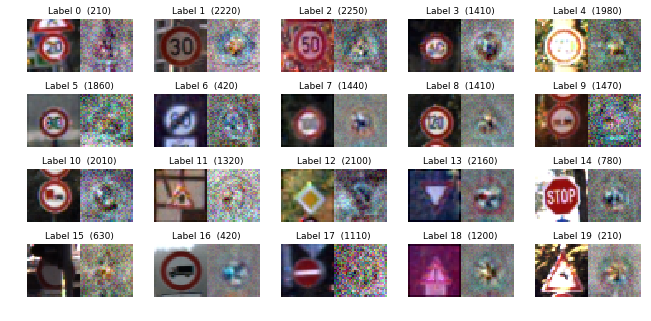 Label 0 (210) Label 1 (2220) Label 2 (2250) Label 3 (1410) Label 4 (1980)
20 30 50
Label 5 (1860) Label 6 (420) Label 7 (1440) Label 8 (1410) Label 9 (1470)
Label 10 (2010) Label 11 (1320) Label 12 (2100) Label 13 (2160) Label 14 (780)
STOP
Label 15 (630) Label 16 (420) Label 17 (1110) Label 18 (1200) Label 19 (210)